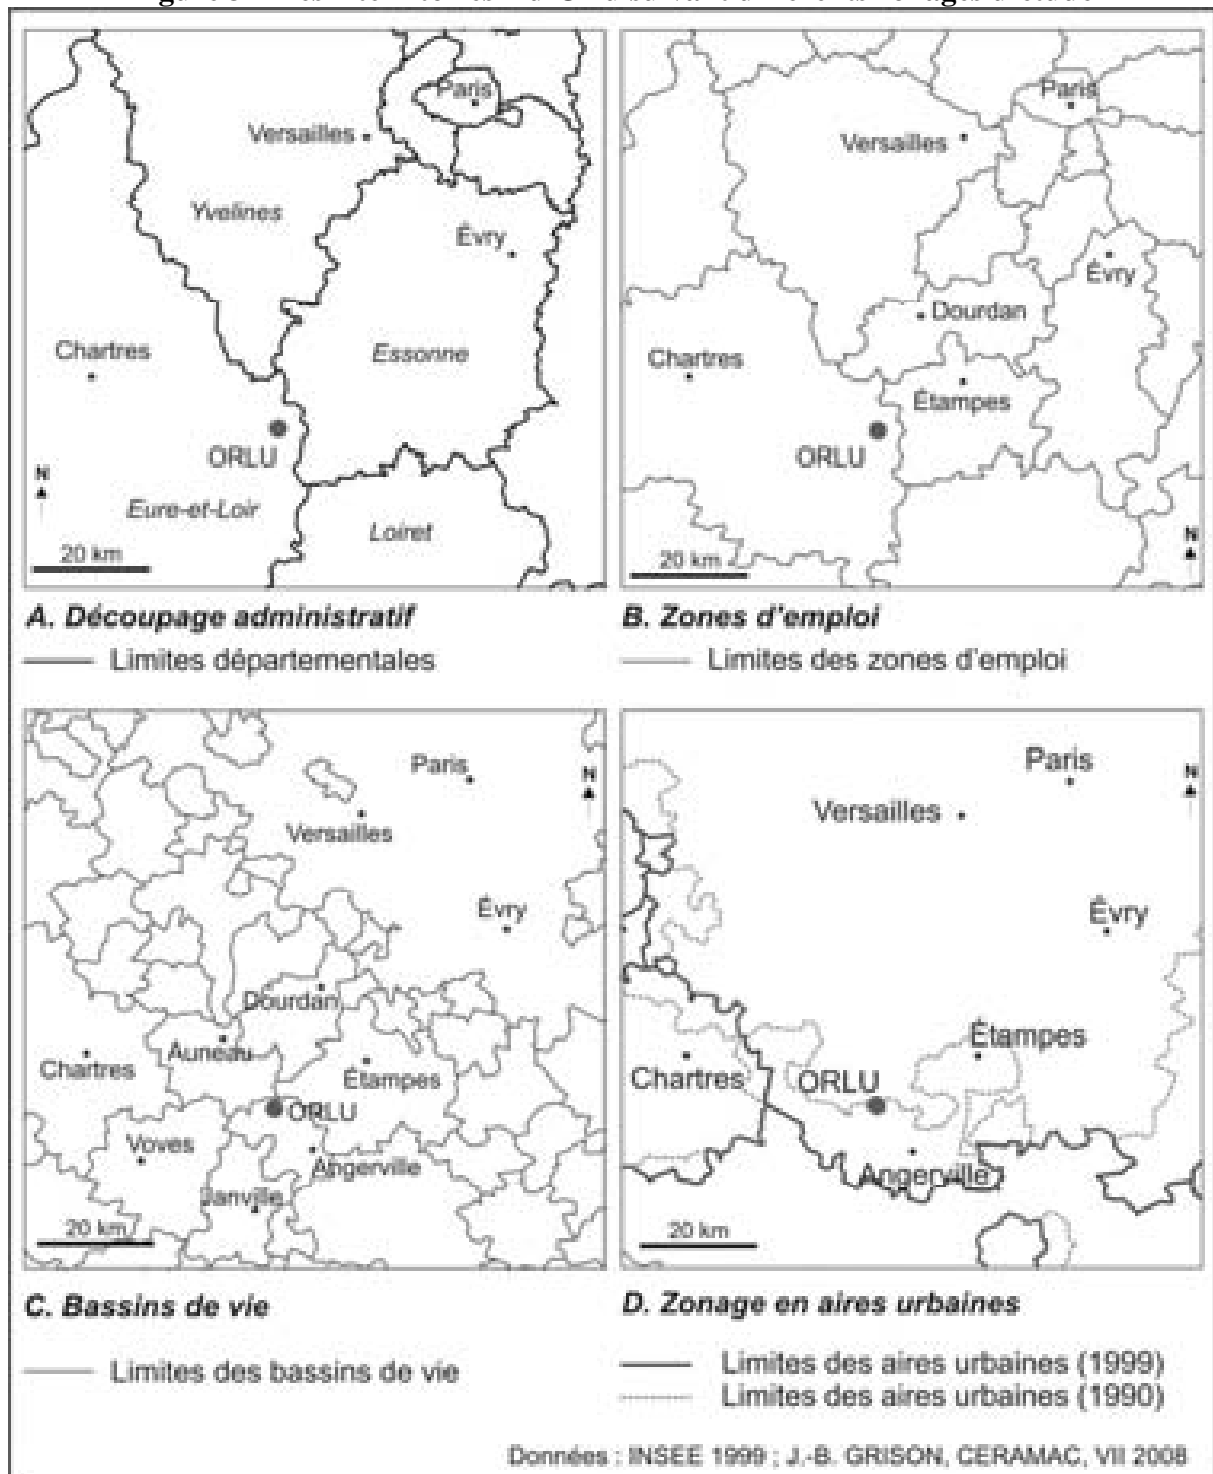 Paris
Versailles
Yvelines
Évry
Chartres
Essonne
ORLU
N
Eure-et-Loir
Loiret
20 km
A. Découpage administratif
Limites départementales
Paris
Versailles
Évry
Dourdan
Chartres
Étampes
ORLU
N
20 km
B. Zones d'emploi
Limites des zones d'emploi
Paris
N
Versailles
Évry
Dourdan
Auneau
Chartres
Étampes
ORLU
Voves
Angerville
Janville
20 km
C. Bassins de vie
Limites des bassins de vie
Paris
N
Versailles
Évry
Étampes
Chartres
ORLU
Angerville
20 km
D. Zonage en aires urbaines
Limites des aires urbaines (1999)
Limites des aires urbaines (1990)
Données : INSEE 1999 ; J.-B. GRISON, CERAMAC, VII 2008